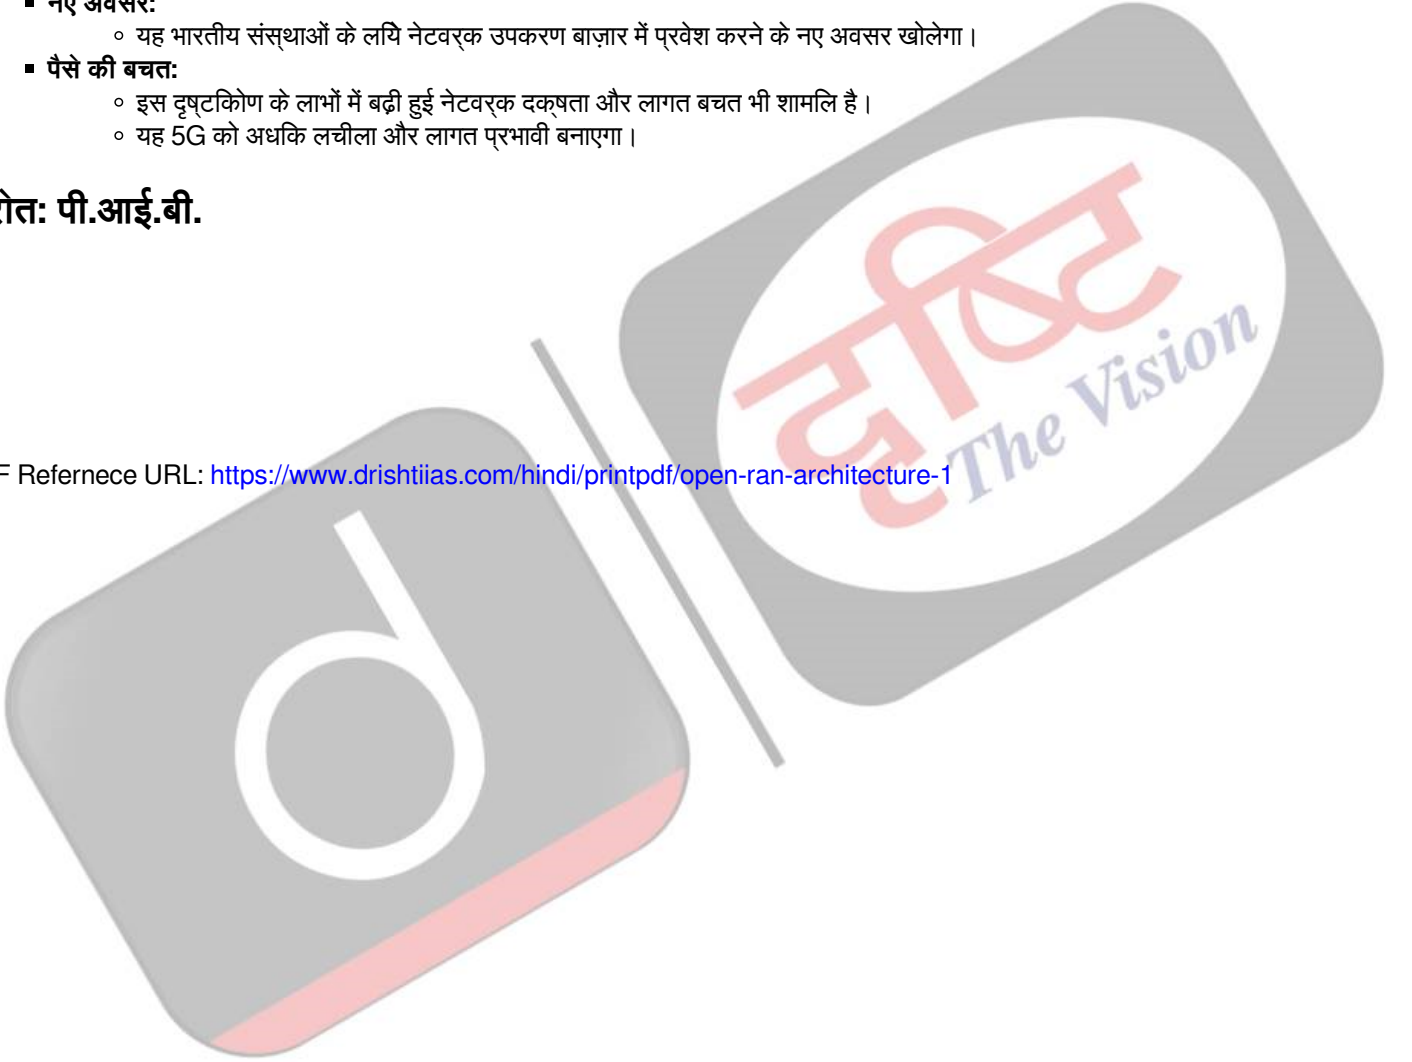 ▪ नए अवसर:
○ यह भारतीय संस्थाओं के लिये नेटवर्क उपकरण बाज़ार में प्रवेश करने के नए अवसर खोलेगा।
▪ पैसे की बचत:
○ इस दृष्टिकोण के लाभों में बढ़ी हुई नेटवर्क दक्षता और लागत बचत भी शामिल है।
○ यह 5G को अधिक लचीला और लागत प्रभावी बनाएगा।
पी.आई.बी.
दृष्टि
The Vision
F Refernece URL: https://www.drishtiias.com/hindi/printpdf/open-ran-architecture-1
d